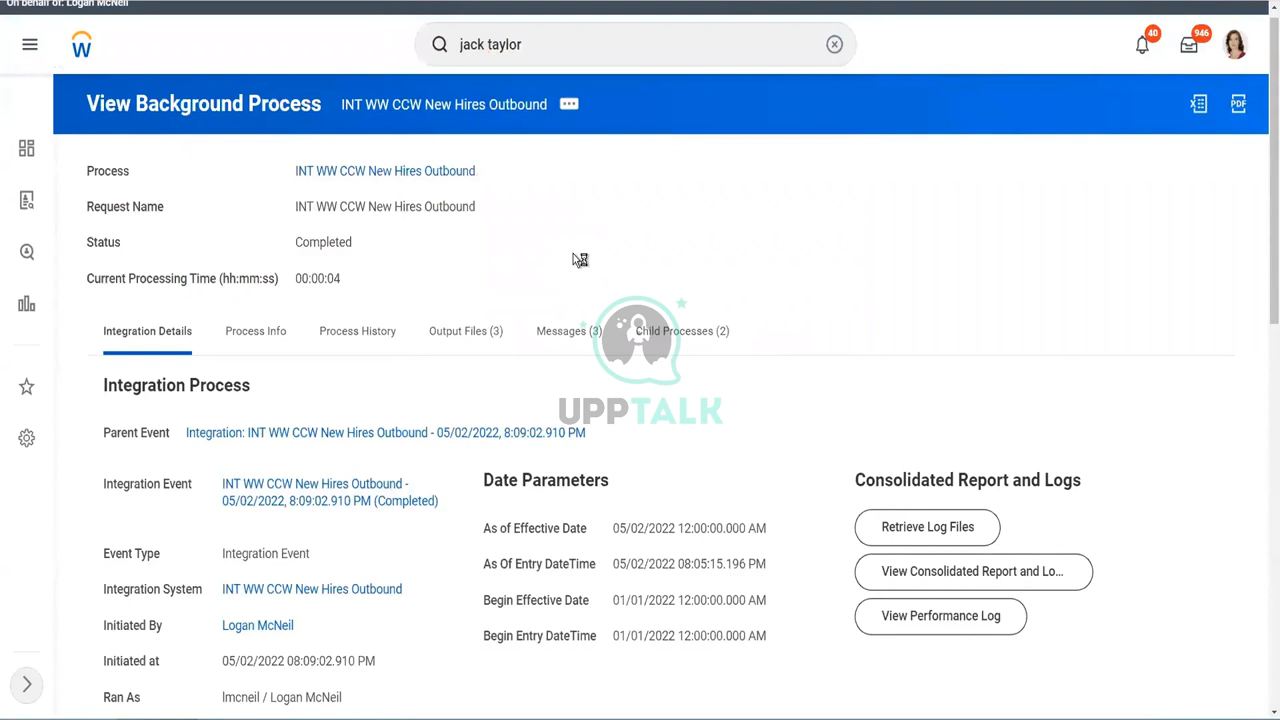 On behalf of: Logan McNeil
W
jack taylor
40
946
View Background Process INT WW CCW New Hires Outbound
PDF
Process INT WW CCW New Hires Outbound
Request Name INT WW CCW New Hires Outbound
Status Completed
Current Processing Time (hh:mm:ss) 00:00:04
Integration Details Process Info Process History Output Files (3) Messages (3) Child Processes (2)
UPPTALK
Integration Process
Parent Event Integration: INT WW CCW New Hires Outbound - 05/02/2022, 8:09:02.910 PM
Integration Event INT WW CCW New Hires Outbound -
05/02/2022, 8:09:02.910 PM (Completed)
Event Type Integration Event
Integration System INT WW CCW New Hires Outbound
Initiated By Logan McNeil
Initiated at 05/02/2022 08:09:02.910 PM
Ran As lmcneil / Logan McNeil
Date Parameters
As of Effective Date 05/02/2022 12:00:00.000 AM
As Of Entry DateTime 05/02/2022 08:05:15.196 PM
Begin Effective Date 01/01/2022 12:00:00.000 AM
Begin Entry DateTime 01/01/2022 12:00:00.000 AM
Consolidated Report and Logs
Retrieve Log Files
View Consolidated Report and Lo...
View Performance Log